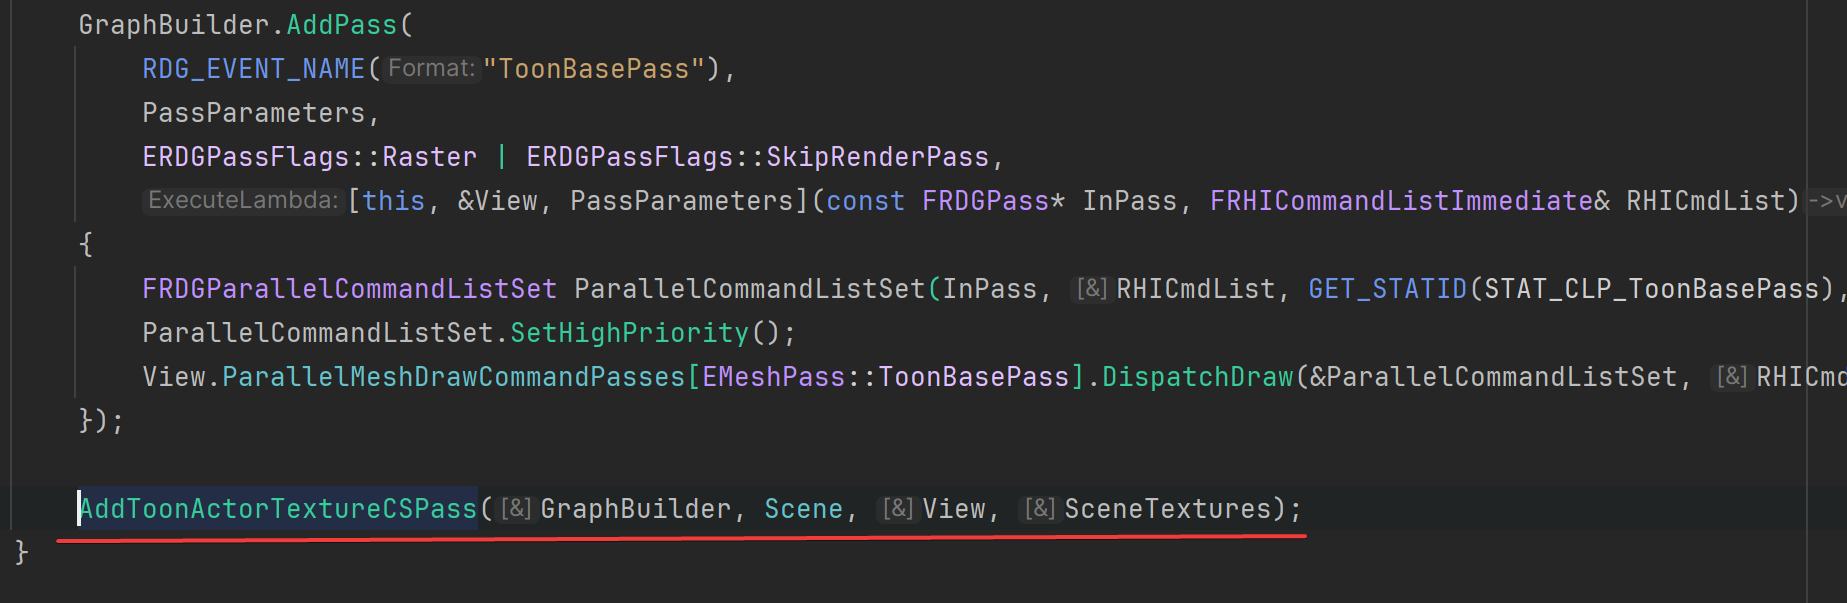 GraphBuilder.AddPass(
RDG_EVENT_NAME( Format: "ToonBasePass"),
PassParameters,
ERDGPassFlags::Raster | ERDGPassFlags::SkipRenderPass,
ExecuteLambda: [this, &View, PassParameters](const FRDGPass* InPass, FRHICommandListImmediate& RHICmdList) ->v
{
FRDGParallelCommandListSet ParallelCommandListSet(InPass, [&] RHICmdList, GET_STATID(STAT_CLP_ToonBasePass),
ParallelCommandListSet.SetHighPriority();
View.ParallelMeshDrawCommandPasses[EMeshPass::ToonBasePass].DispatchDraw(&ParallelCommandListSet, [&] RHICmd
});
AddToonActorTextureCSPass( [&] GraphBuilder, Scene, [&] View, [&] SceneTextures);
}